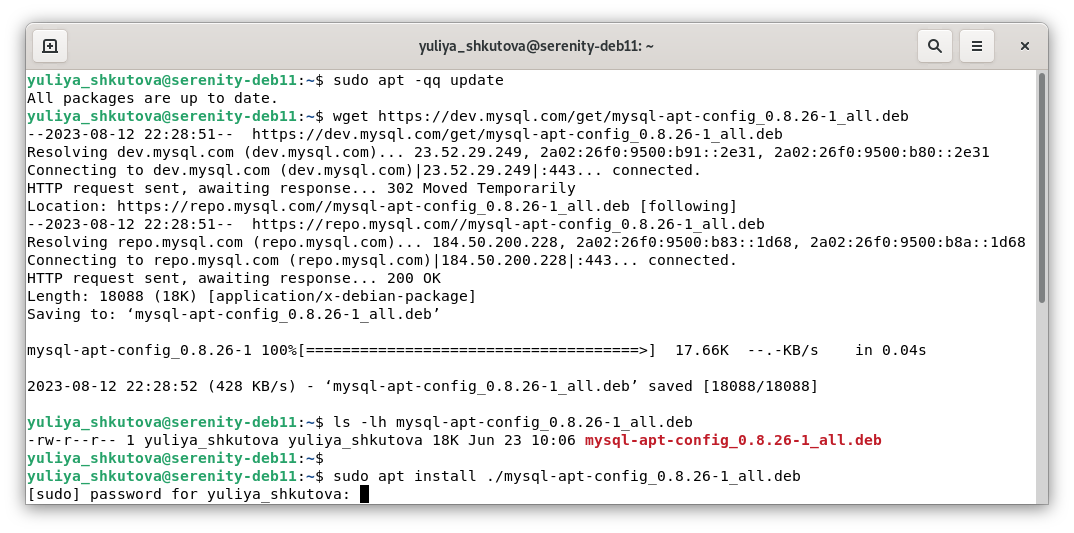 yuliya_shkutova@serenity-deb11: ~
yuliya_shkutova@serenity-deb11:~$ sudo apt -qq update
All packages are up to date.
yuliya_shkutova@serenity-deb11:~$ wget https://dev.mysql.com/get/mysql-apt-config_0.8.26-1_all.deb
--2023-08-12 22:28:51--  https://dev.mysql.com/get/mysql-apt-config_0.8.26-1_all.deb
Resolving dev.mysql.com (dev.mysql.com)... 23.52.29.249, 2a02:26f0:9500:b91::2e31, 2a02:26f0:9500:b80::2e31
Connecting to dev.mysql.com (dev.mysql.com)|23.52.29.249|:443... connected.
HTTP request sent, awaiting response... 302 Moved Temporarily
Location: https://repo.mysql.com//mysql-apt-config_0.8.26-1_all.deb [following]
--2023-08-12 22:28:51--  https://repo.mysql.com//mysql-apt-config_0.8.26-1_all.deb
Resolving repo.mysql.com (repo.mysql.com)... 184.50.200.228, 2a02:26f0:9500:b83::1d68, 2a02:26f0:9500:b8a::1d68
Connecting to repo.mysql.com (repo.mysql.com)|184.50.200.228|:443... connected.
HTTP request sent, awaiting response... 200 OK
Length: 18088 (18K) [application/x-debian-package]
Saving to: ‘mysql-apt-config_0.8.26-1_all.deb’
mysql-apt-config_0.8.26-1 100%[=====================================>]  17.66K  --.-KB/s    in 0.04s
2023-08-12 22:28:52 (428 KB/s) - ‘mysql-apt-config_0.8.26-1_all.deb’ saved [18088/18088]
yuliya_shkutova@serenity-deb11:~$ ls -lh mysql-apt-config_0.8.26-1_all.deb
-rw-r--r-- 1 yuliya_shkutova yuliya_shkutova 18K Jun 23 10:06 mysql-apt-config_0.8.26-1_all.deb
yuliya_shkutova@serenity-deb11:~$
yuliya_shkutova@serenity-deb11:~$ sudo apt install ./mysql-apt-config_0.8.26-1_all.deb
[sudo] password for yuliya_shkutova: